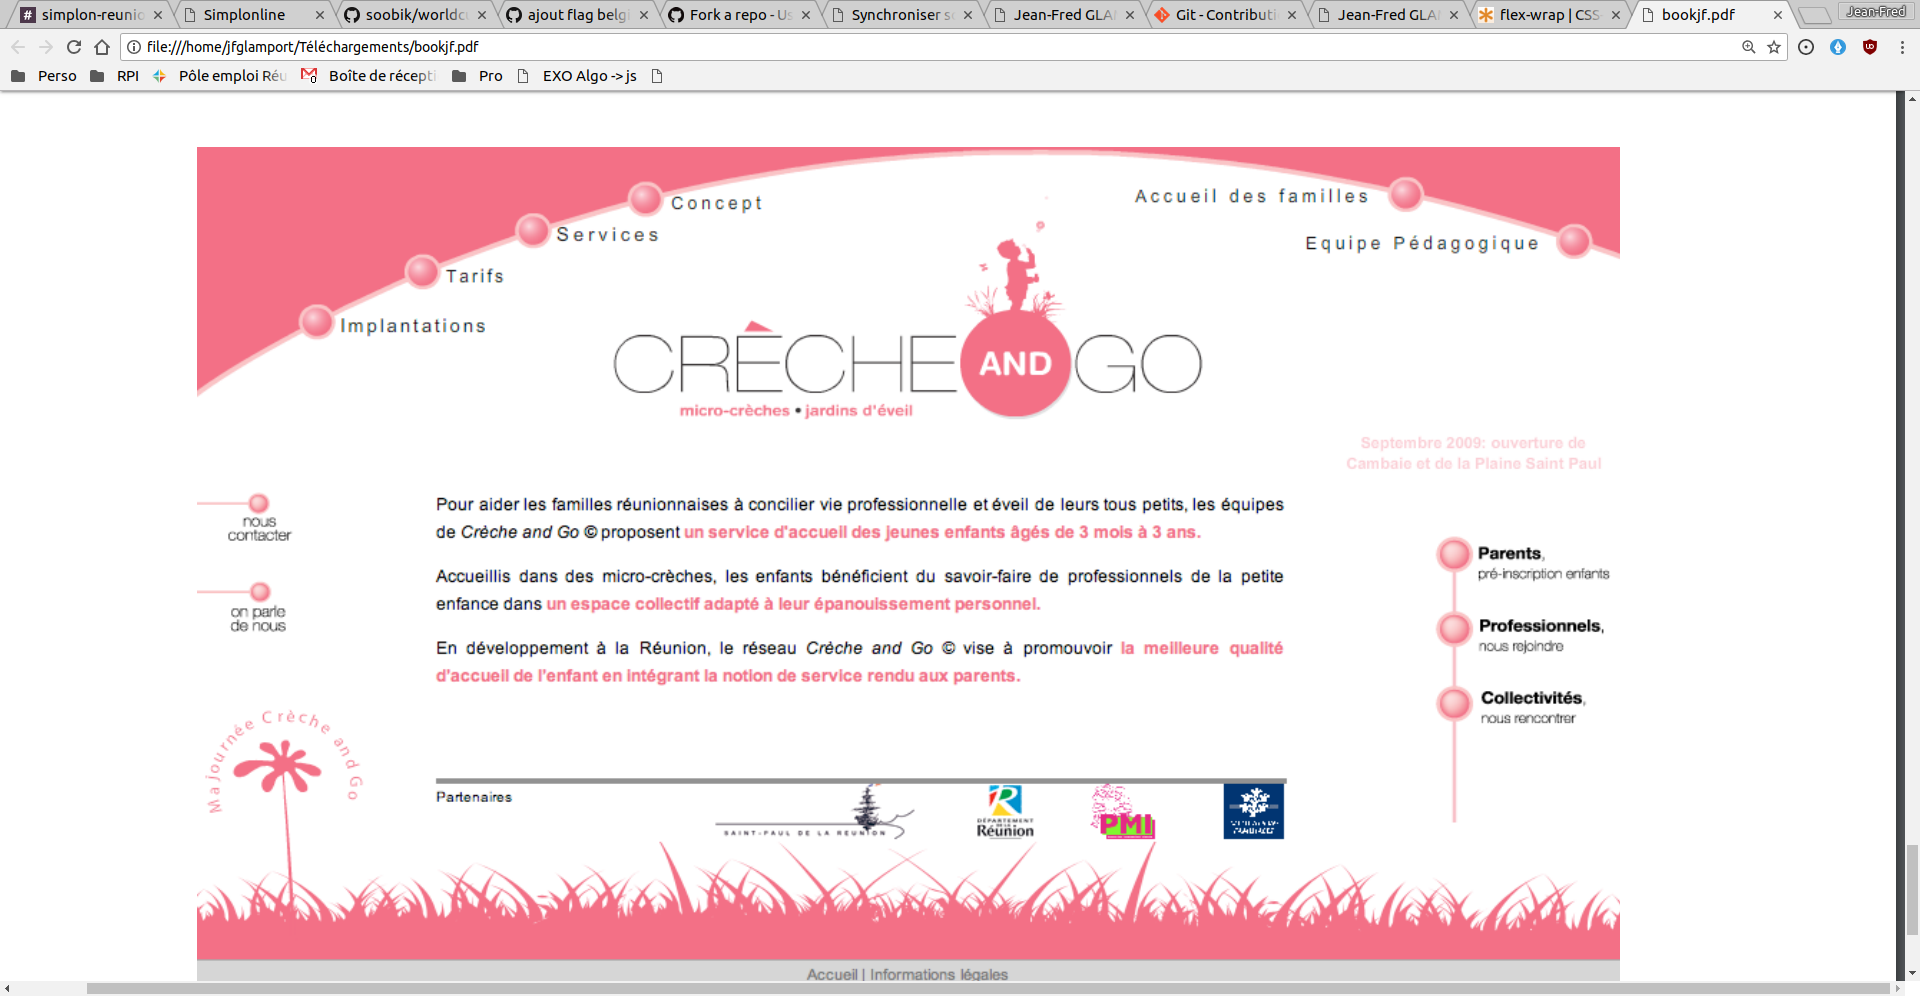 simplon-reunio
Simplonline
soobik/worldcu
ajout flag belg
Fork a repo - Us
Synchroniser s
Jean-Fred GLA
Git - Contributi
Jean-Fred GLA
flex-wrap | CSS
bookjf.pdf
Jean-Fred
file:///home/jfglamport/Téléchargements/bookjf.pdf
Perso
RPI
Pôle emploi Réu
Boîte de récepti
Pro
EXO Algo -> js
Concept
Services
Tarifs
Implantations
Accueil des familles
Equipe Pédagogique
CRÈCHE AND GO
micro-crèches • jardins d'éveil
Septembre 2009: ouverture de
Cambaie et de la Plaine Saint Paul
nous
contacter
on parle
de nous
Pour aider les familles réunionnaises à concilier vie professionnelle et éveil de leurs tous petits, les équipes
de Crèche and Go © proposent un service d'accueil des jeunes enfants âgés de 3 mois à 3 ans.
Accueillis dans des micro-crèches, les enfants bénéficient du savoir-faire de professionnels de la petite
enfance dans un espace collectif adapté à leur épanouissement personnel.
En développement à la Réunion, le réseau Crèche and Go © vise à promouvoir la meilleure qualité
d'accueil de l'enfant en intégrant la notion de service rendu aux parents.
Parents,
pré-inscription enfants
Professionnels,
nous rejoindre
Collectivités,
nous rencontrer
Ma journée Crèche and Go
Partenaires
SAINT-PAUL DE LA REUNION
DÉPARTEMENT
Réunion
PMI
Accueil | Informations légales